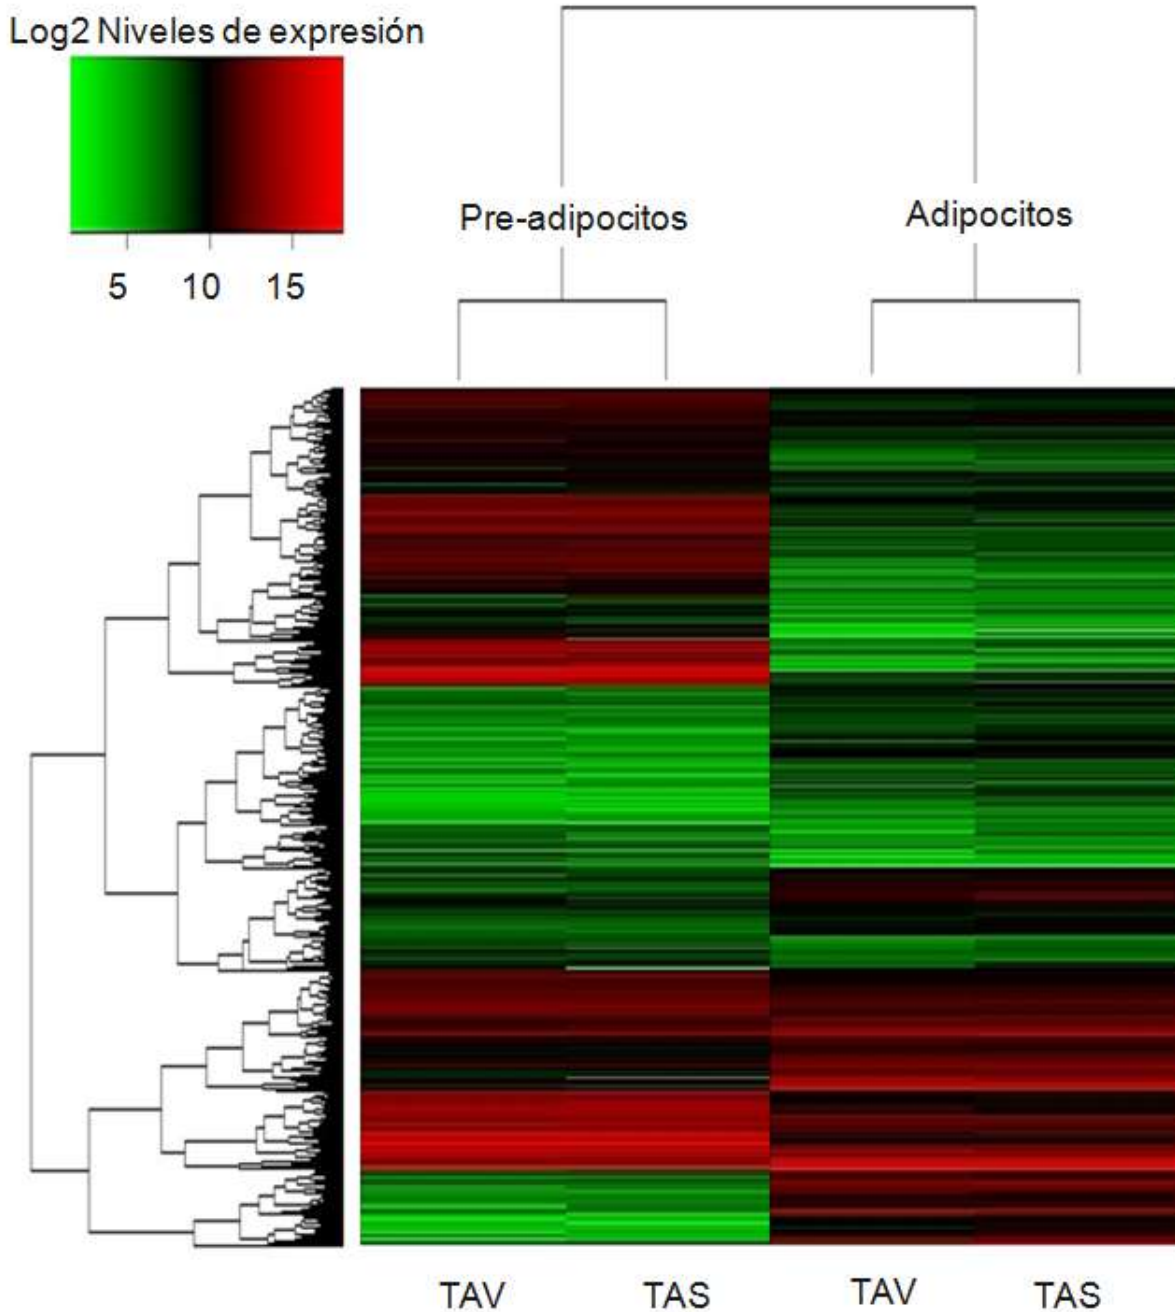 Log2 Niveles de expresión
5 10 15
Pre-adipocitos Adipocitos
TAV TAS TAV TAS